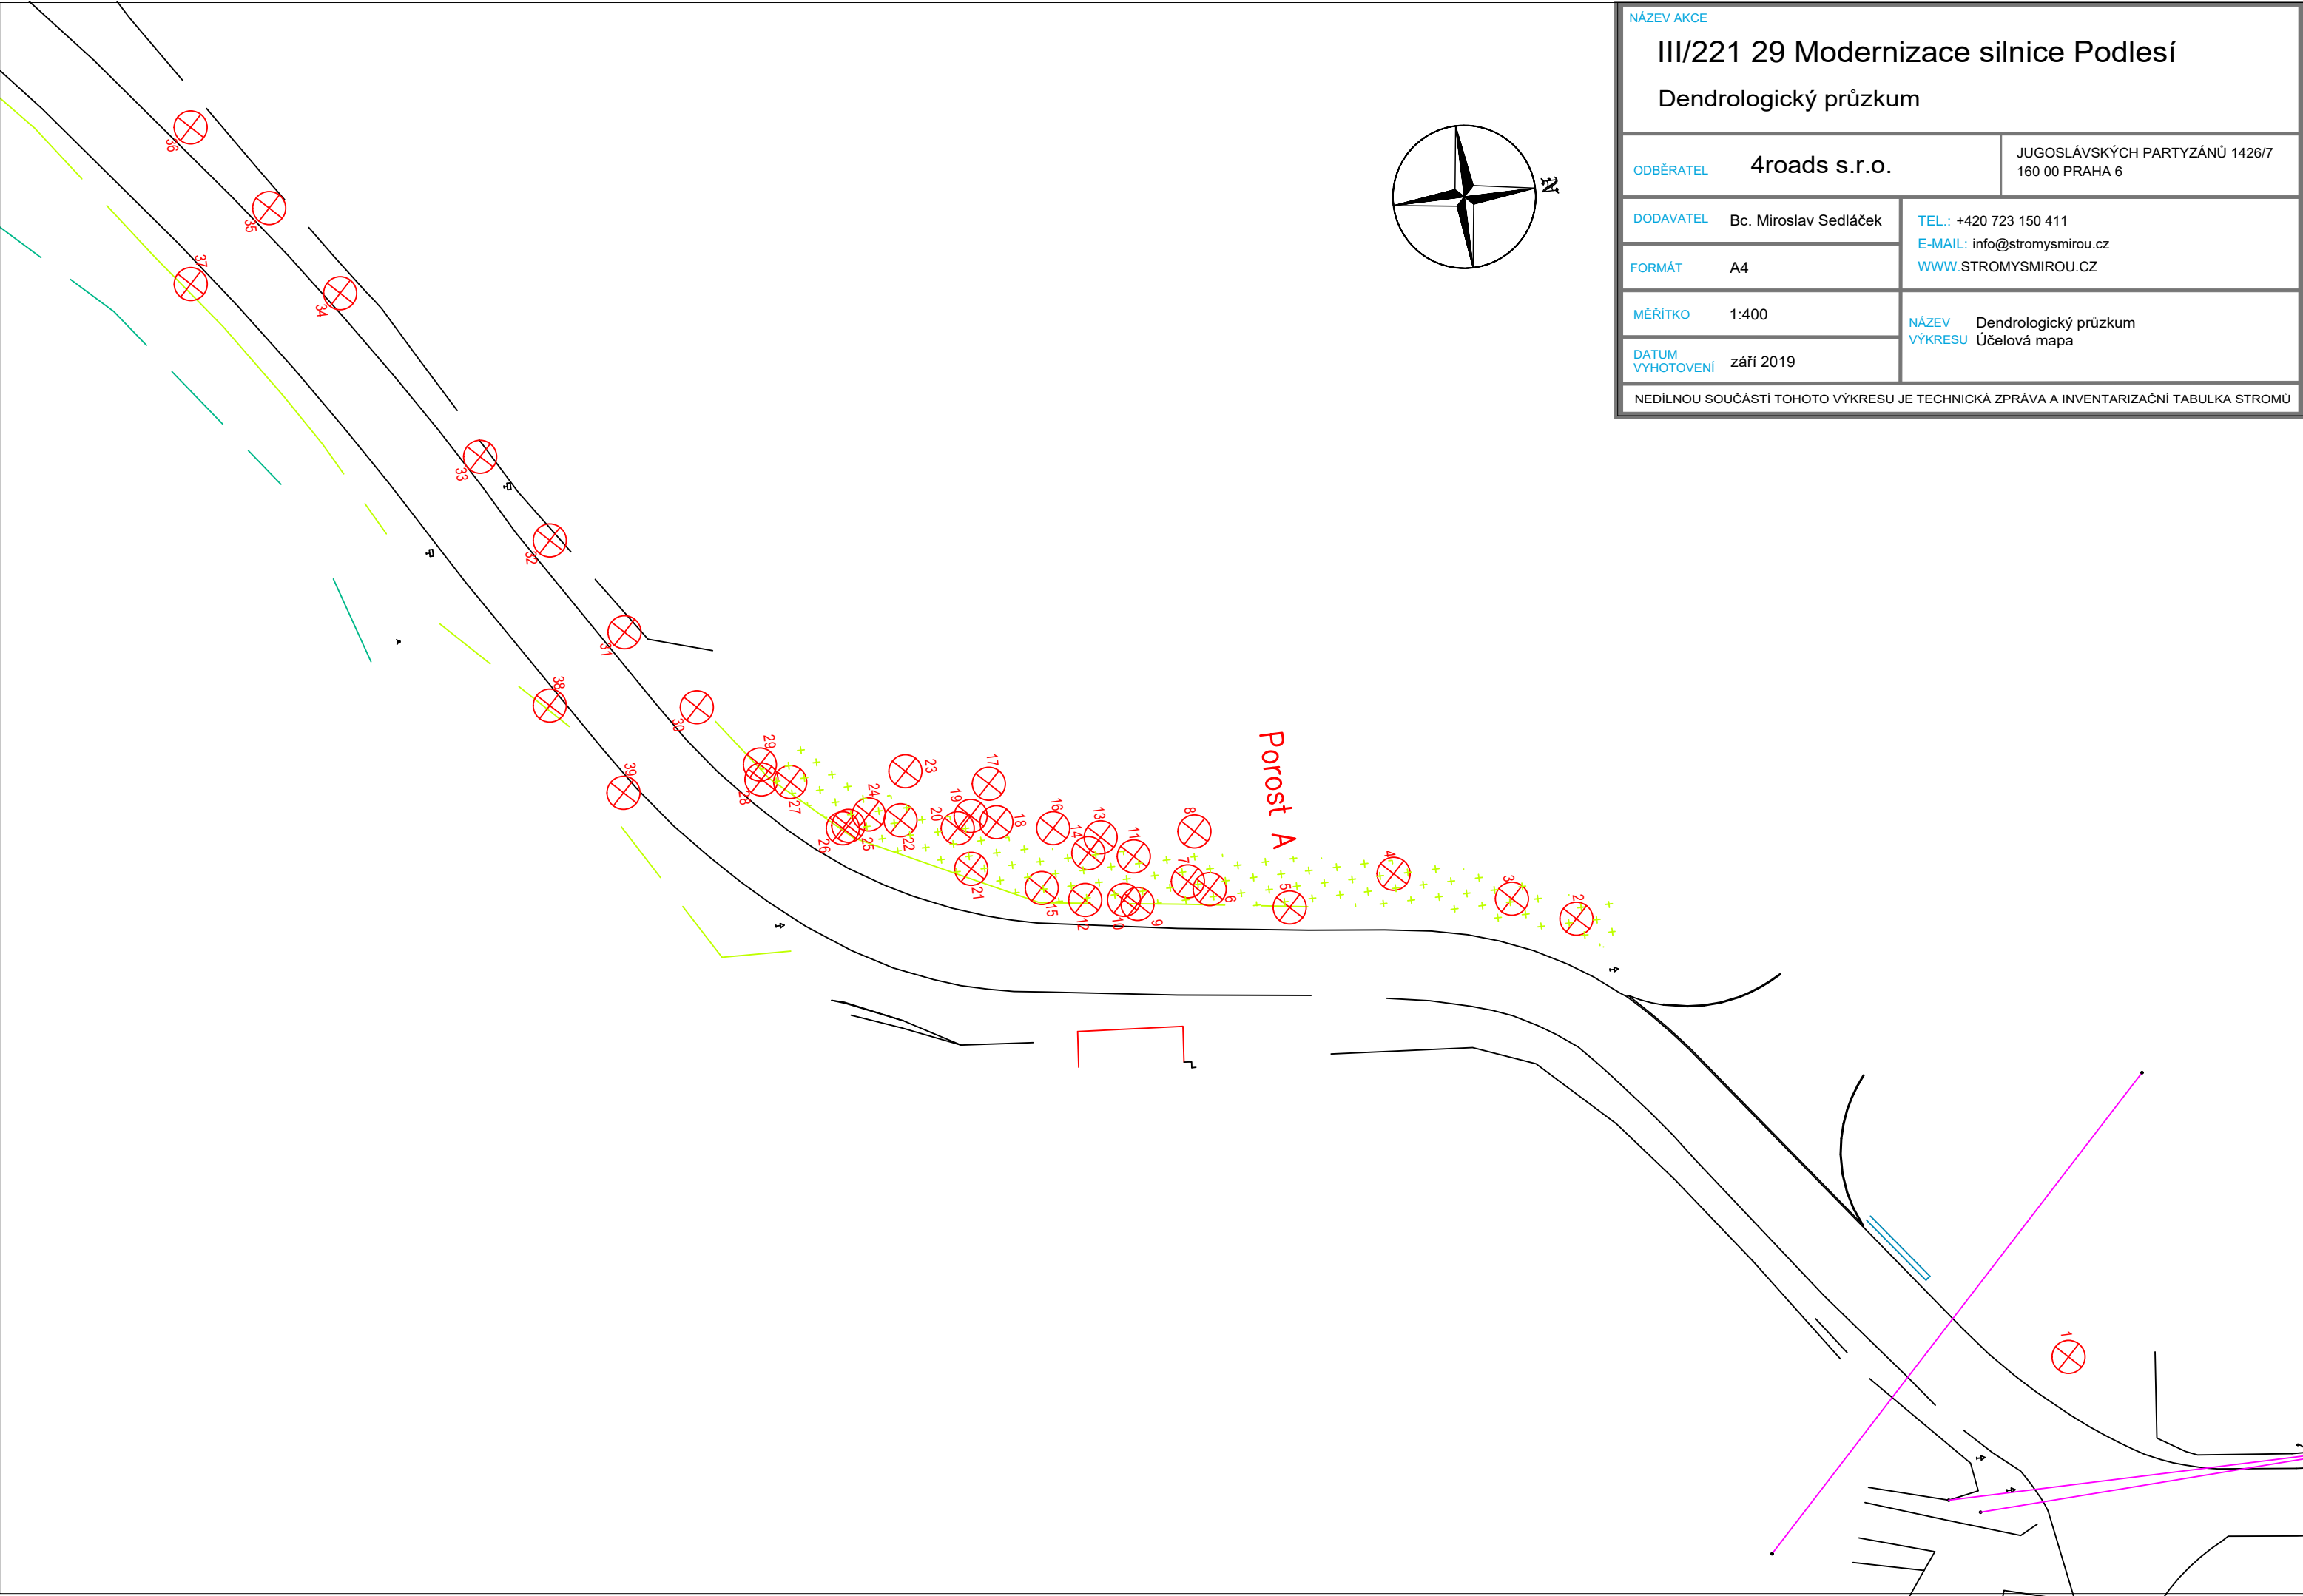 NÁZEV AKCE
III/221 29 Modernizace silnice Podlesí
Dendrologický průzkum
ODBĚRATEL 4roads s.r.o.
JUGOSLÁVSKÝCH PARTYZÁNŮ 1426/7
160 00 PRAHA 6
DODAVATEL Bc. Miroslav Sedláček
TEL.: +420 723 150 411
E-MAIL: info@stromysmirou.cz
WWW.STROMYSMIROU.CZ
FORMÁT A4
MĚŘÍTKO 1:400
NÁZEV VÝKRESU
Dendrologický průzkum
Účelová mapa
DATUM VYHOTOVENÍ
září 2019
NEDÍLNOU SOUČÁSTÍ TOHOTO VÝKRESU JE TECHNICKÁ ZPRÁVA A INVENTARIZAČNÍ TABULKA STROMŮ
N
36
35
37
34
33
32
31
38
30
39
29
28
27
26
25
24
23
22
20
19
17
18
21
16
15
14
13
12
11
10
9
8
7
6
Porost A
5
4
3
2
1